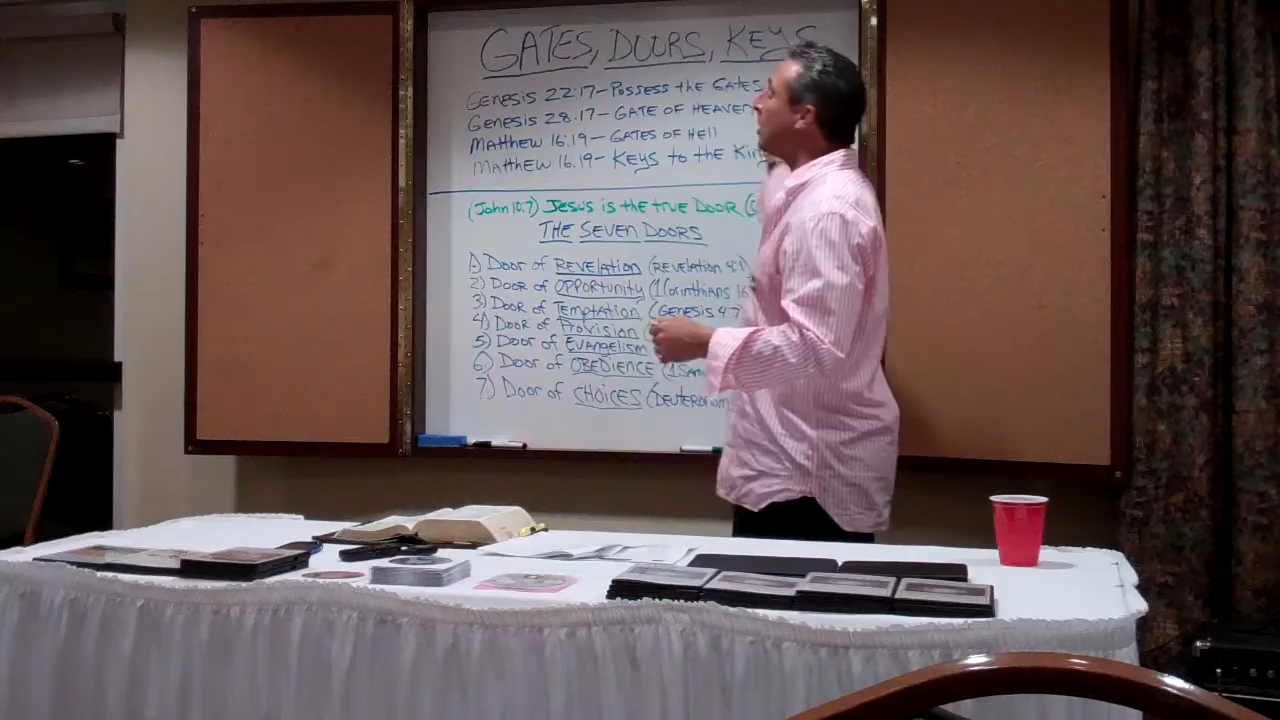 GATES, DOORS, KEYS
Genesis 22:17-Possess the Gates
Genesis 28:17-GATE OF HEAVEN
Matthew 16:19-GATES OF Hell
Matthew 16:19- Keys to the
(John 10:7) Jesus is the true Door
THE SEVEN DOORS
1) Door of REVELATION (REVELATION 4:1)
2) Door of OPPORTUNITY (1 Corinthians 16
3) Door of Temptation (Genesis 4:7
4) Door of Provision
5) Door of Evangelism
6) Door of OBEDIENCE (1
7) Door of CHOICES